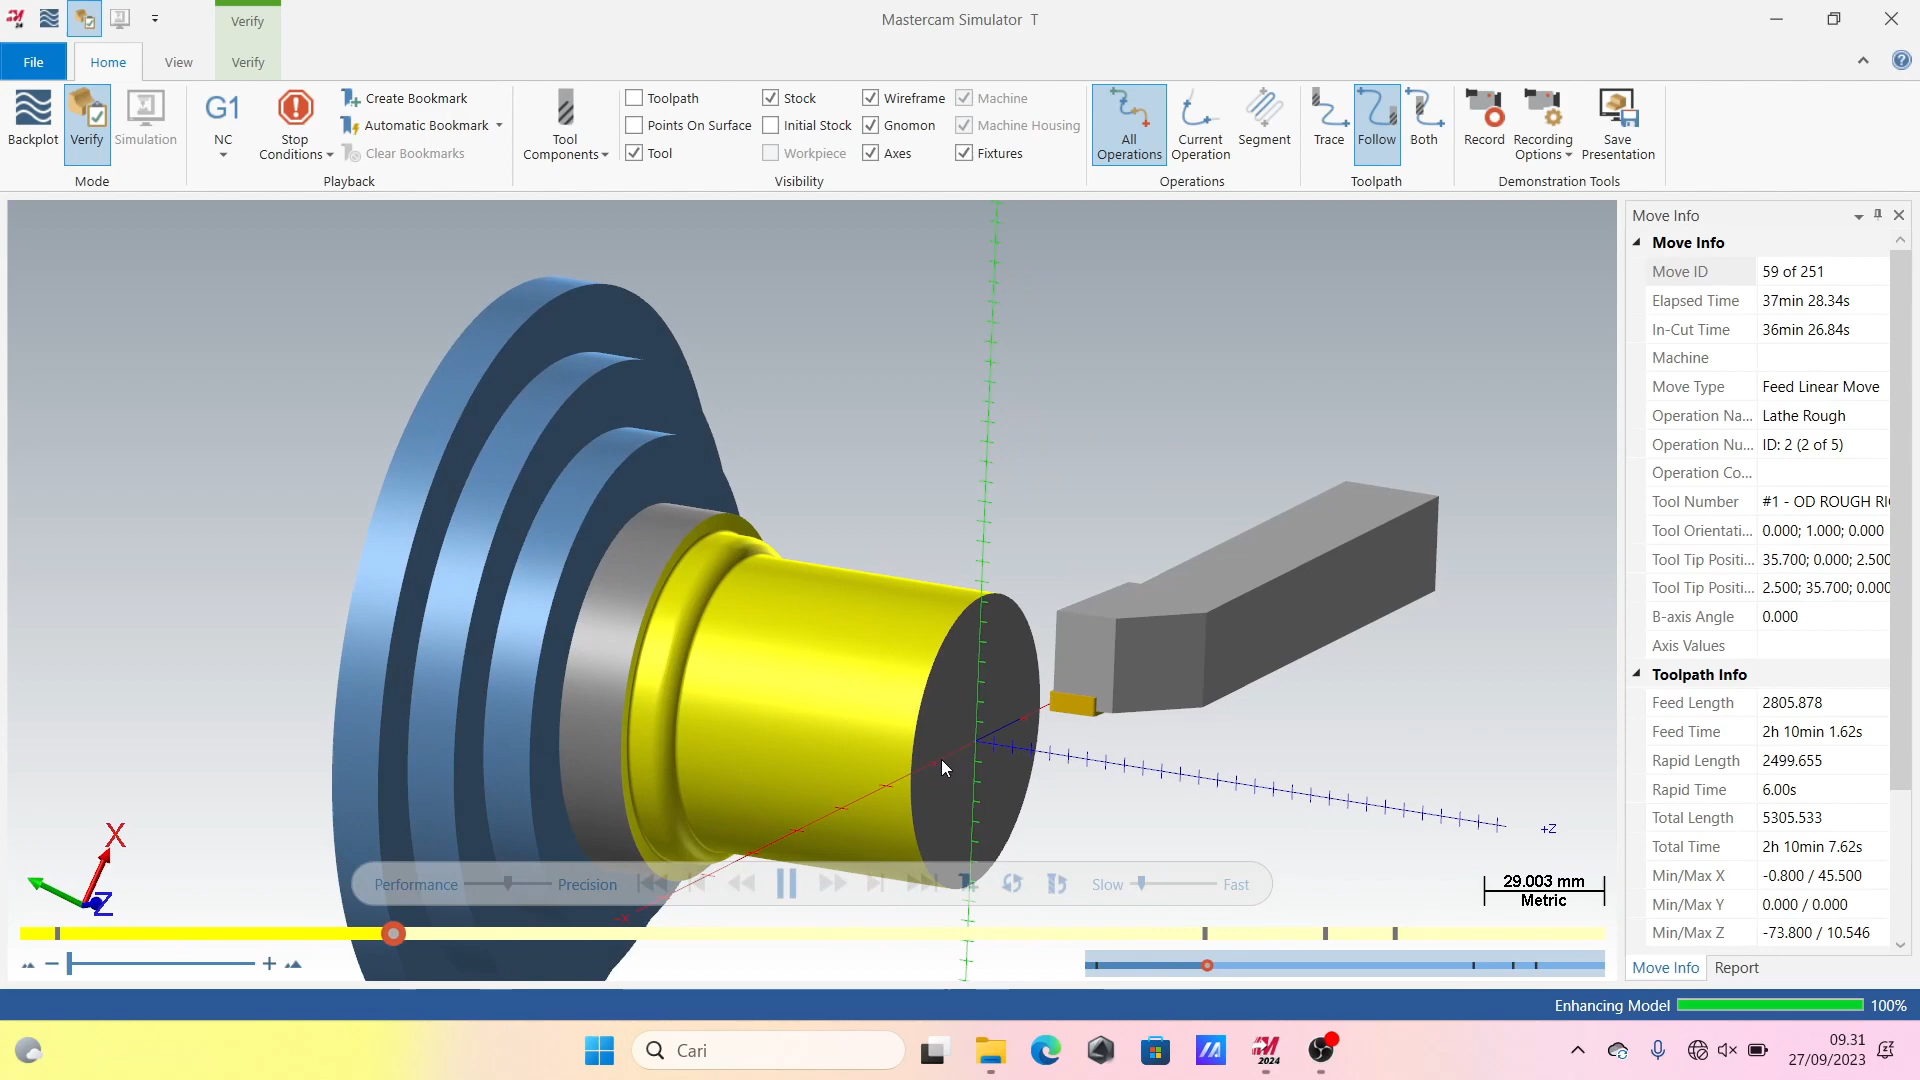 Verify
Mastercam Simulator T
File
Home
View
Verify
Backplot
Verify
Simulation
Mode
G1
NC
Stop
Conditions
Create Bookmark
Automatic Bookmark
Clear Bookmarks
Playback
Tool
Components
Toolpath
Points On Surface
Tool
Stock
Initial Stock
Workpiece
Wireframe
Gnomon
Axes
Machine
Machine Housing
Fixtures
Visibility
All
Operations
Current
Operation
Segment
Operations
Trace
Follow
Both
Toolpath
Record
Recording
Options
Save
Presentation
Demonstration Tools
Move Info
Move Info
Move ID 59 of 251
Elapsed Time 37min 28.34s
In-Cut Time 36min 26.84s
Machine
Move Type Feed Linear Move
Operation Na... Lathe Rough
Operation Nu... ID: 2 (2 of 5)
Operation Co...
Tool Number #1 - OD ROUGH RI
Tool Orientati... 0.000; 1.000; 0.000
Tool Tip Positi... 35.700; 0.000; 2.500
Tool Tip Positi... 2.500; 35.700; 0.000
B-axis Angle 0.000
Axis Values
Toolpath Info
Feed Length 2805.878
Feed Time 2h 10min 1.62s
Rapid Length 2499.655
Rapid Time 6.00s
Total Length 5305.533
Total Time 2h 10min 7.62s
Min/Max X -0.800 / 45.500
Min/Max Y 0.000 / 0.000
Min/Max Z -73.800 / 10.546
Move Info Report
+Z
-X
X
Z
Performance Precision
Slow Fast
29.003 mm
Metric
Enhancing Model 100%
Cari
2024
09.31
27/09/2023